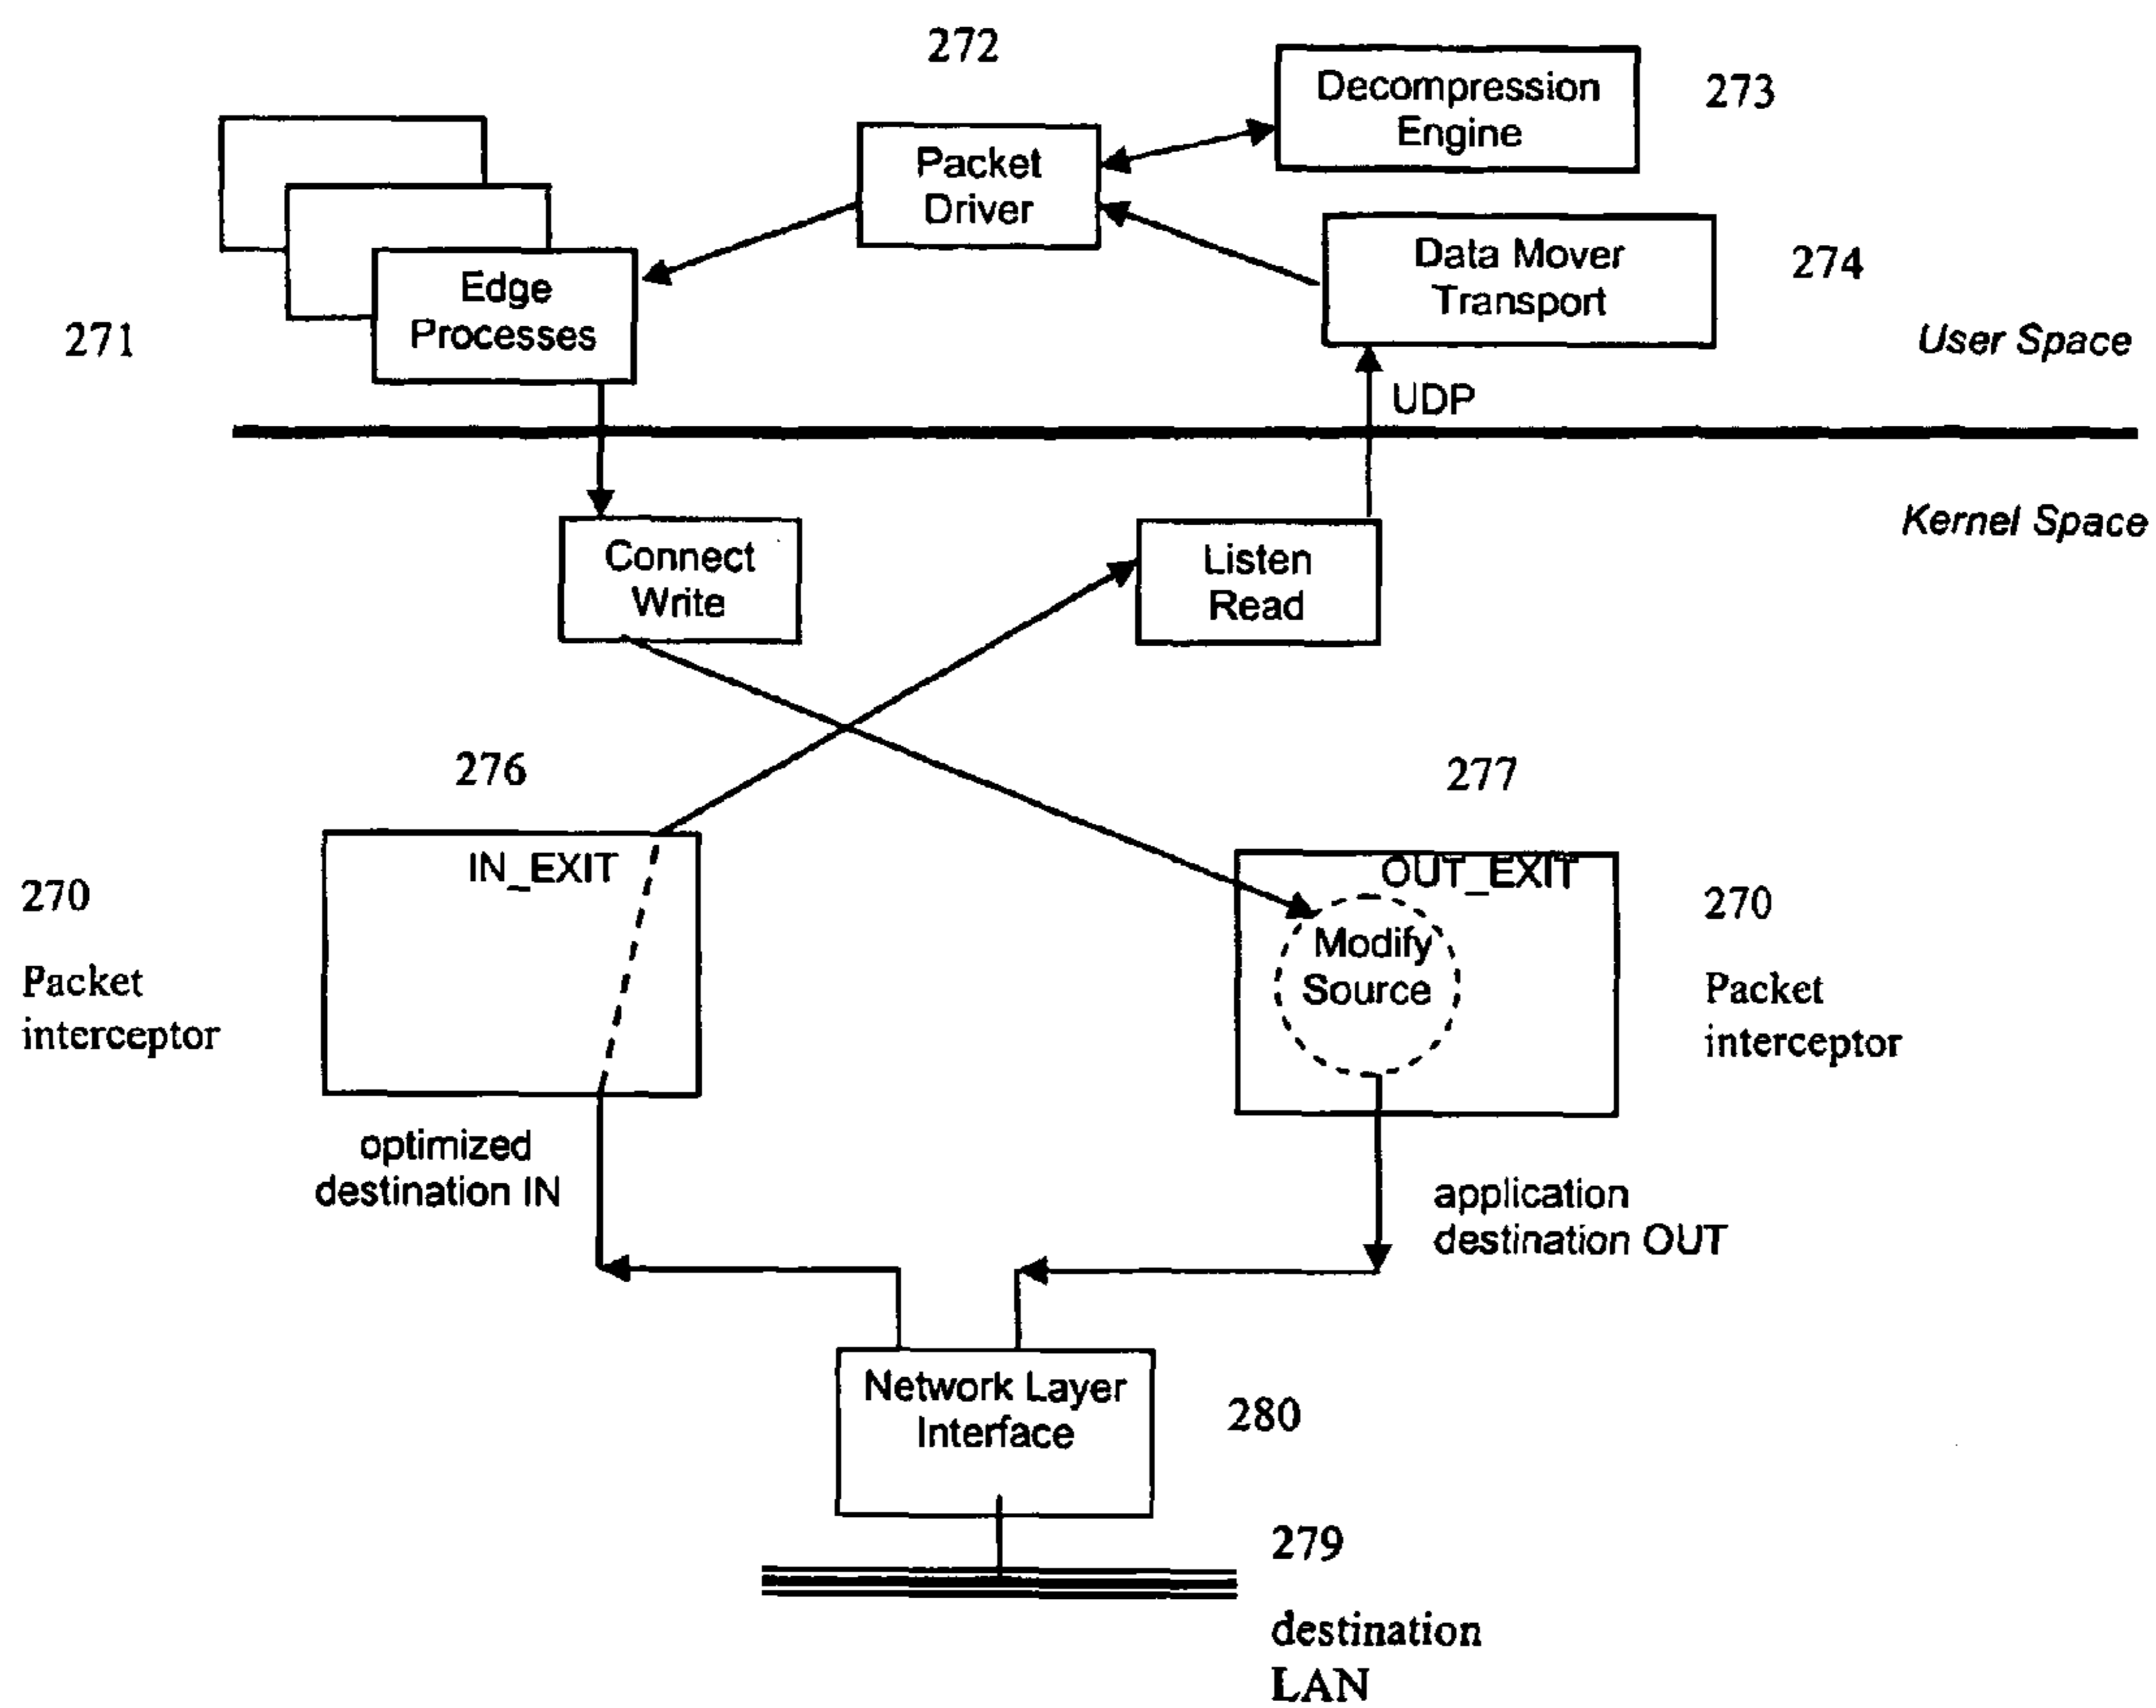 272
Decompression
Engine
273
Packet
Driver
Data Mover
Transport
274
Edge
Processes
271
User Space
UDP
Kernel Space
Connect
Write
Listen
Read
276
277
IN_EXIT
OUT_EXIT
270
Packet
interceptor
Modify
Source
270
Packet
interceptor
optimized
destination IN
application
destination OUT
Network Layer
Interface
280
279
destination
LAN